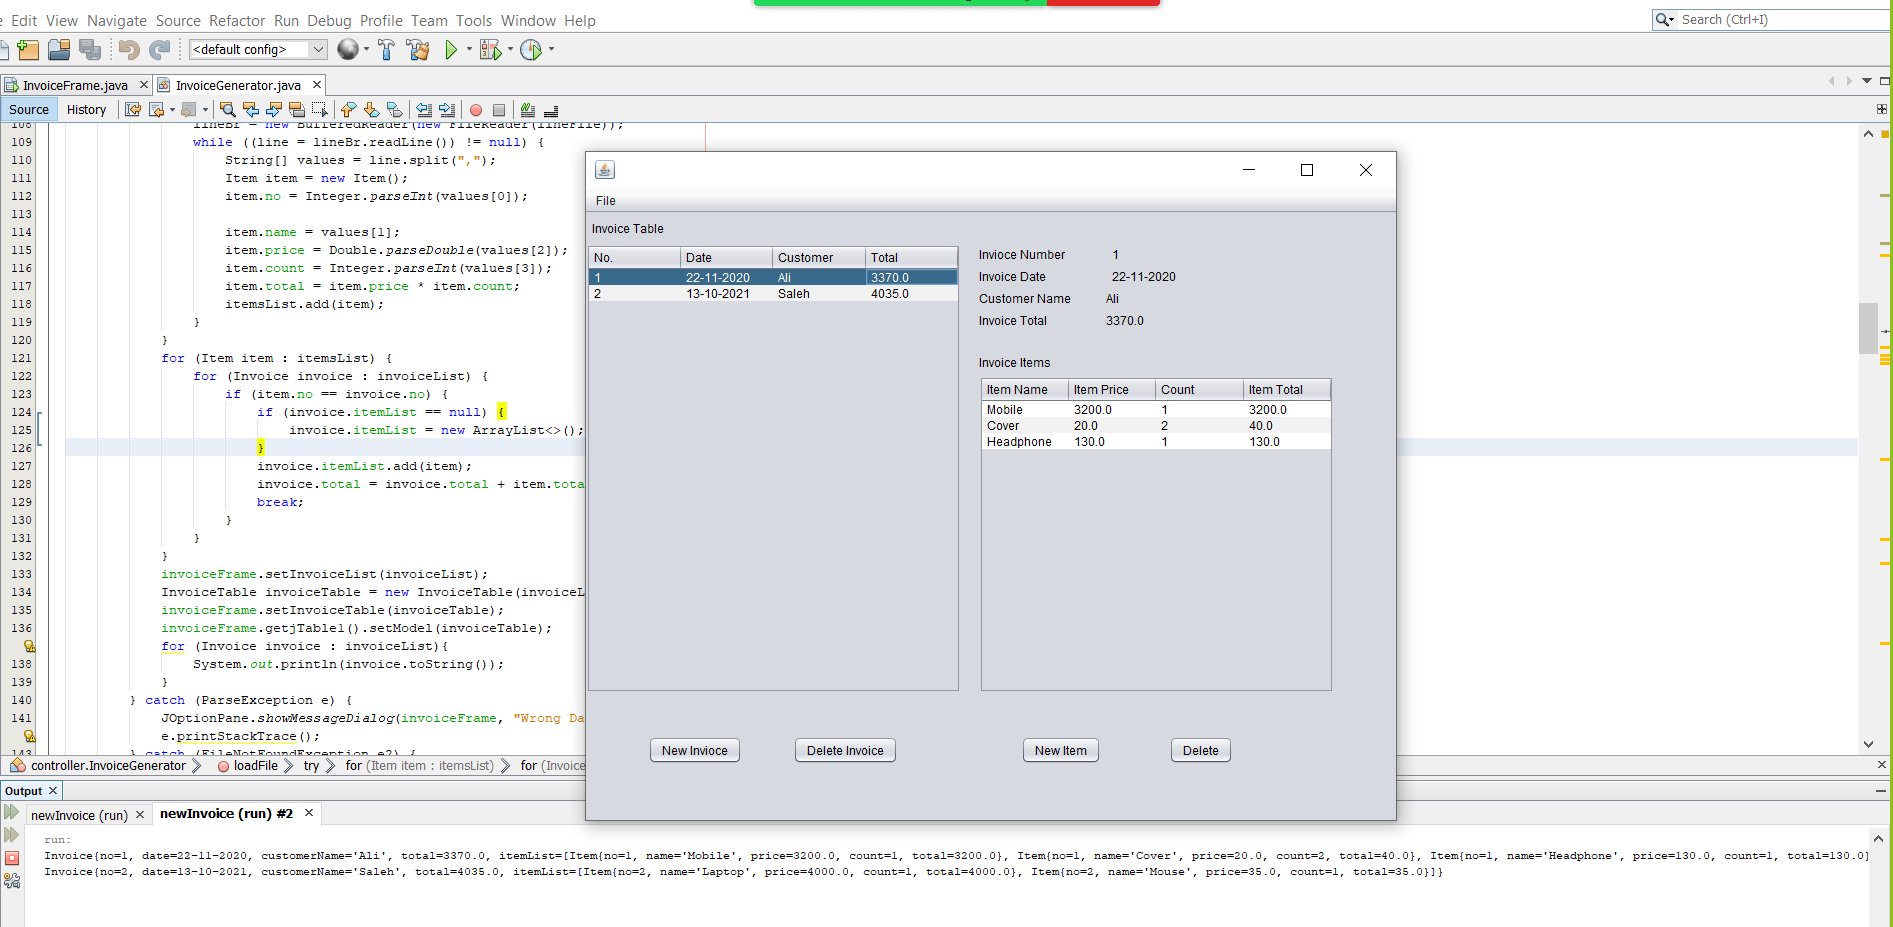 Edit View Navigate Source Refactor Run Debug Profile Team Tools Window Help
Search (Ctrl+I)
<default config>
InvoiceFrame.java
InvoiceGenerator.java
Source History
108 lineBr = new BufferedReader(new FileReader(lineFile));
109 while ((line = lineBr.readLine()) != null) {
110 String[] values = line.split(",");
111 Item item = new Item();
112 item.no = Integer.parseInt(values[0]);
113
114 item.name = values[1];
115 item.price = Double.parseDouble(values[2]);
116 item.count = Integer.parseInt(values[3]);
117 item.total = item.price * item.count;
118 itemsList.add(item);
119 }
120 }
121 for (Item item : itemsList) {
122 for (Invoice invoice : invoiceList) {
123 if (item.no == invoice.no) {
124 if (invoice.itemList == null) {
125 invoice.itemList = new ArrayList<>();
126 }
127 invoice.itemList.add(item);
128 invoice.total = invoice.total + item.tota
129 break;
130 }
131 }
132 }
133 invoiceFrame.setInvoiceList(invoiceList);
134 InvoiceTable invoiceTable = new InvoiceTable(invoiceL
135 invoiceFrame.setInvoiceTable(invoiceTable);
136 invoiceFrame.getjTable1().setModel(invoiceTable);
for (Invoice invoice : invoiceList){
138 System.out.println(invoice.toString());
139 }
140 } catch (ParseException e) {
141 JOptionPane.showMessageDialog(invoiceFrame, "Wrong Da
e.printStackTrace();
143 } catch (FileNotFoundException e2) {
controller.InvoiceGenerator loadFile try for (Item item : itemsList) for (Invoice
File
Invoice Table
No. Date Customer Total
1 22-11-2020 Ali 3370.0
2 13-10-2021 Saleh 4035.0
New Invioce
Delete Invoice
Invioce Number 1
Invoice Date 22-11-2020
Customer Name Ali
Invoice Total 3370.0
Invoice Items
Item Name Item Price Count Item Total
Mobile 3200.0 1 3200.0
Cover 20.0 2 40.0
Headphone 130.0 1 130.0
New Item
Delete
Output
newInvoice (run)
newInvoice (run) #2
run:
Invoice{no=1, date=22-11-2020, customerName='Ali', total=3370.0, itemList=[Item{no=1, name='Mobile', price=3200.0, count=1, total=3200.0}, Item{no=1, name='Cover', price=20.0, count=2, total=40.0}, Item{no=1, name='Headphone', price=130.0, count=1, total=130.0}
Invoice{no=2, date=13-10-2021, customerName='Saleh', total=4035.0, itemList=[Item{no=2, name='Laptop', price=4000.0, count=1, total=4000.0}, Item{no=2, name='Mouse', price=35.0, count=1, total=35.0}]}